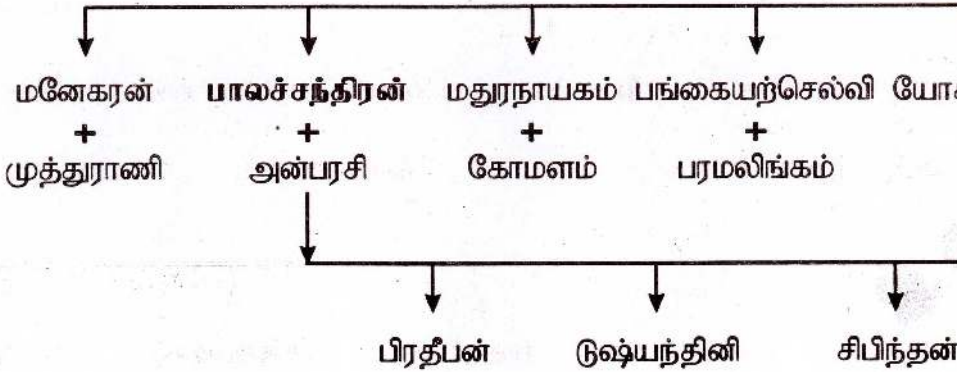 மனேகரன் பாலச்சந்திரன் மதுரநாயகம் பங்கையற்செல்வி
+ + + +
முத்துராணி அன்பரசி கோமளம் பரமலிங்கம்
பிரதீபன் டுஷ்யந்தினி சிபிந்தன்